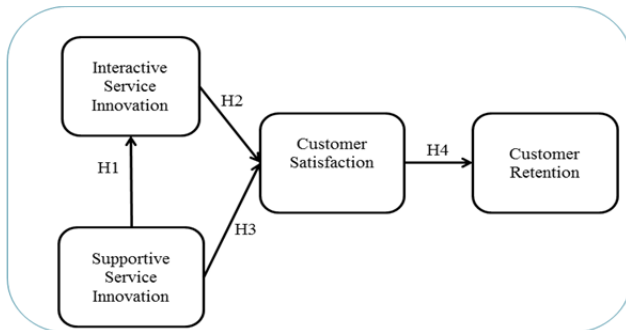 Interactive
Service
Innovation
H2
Customer
Satisfaction
H4
Customer
Retention
H1
H3
Supportive
Service
Innovation